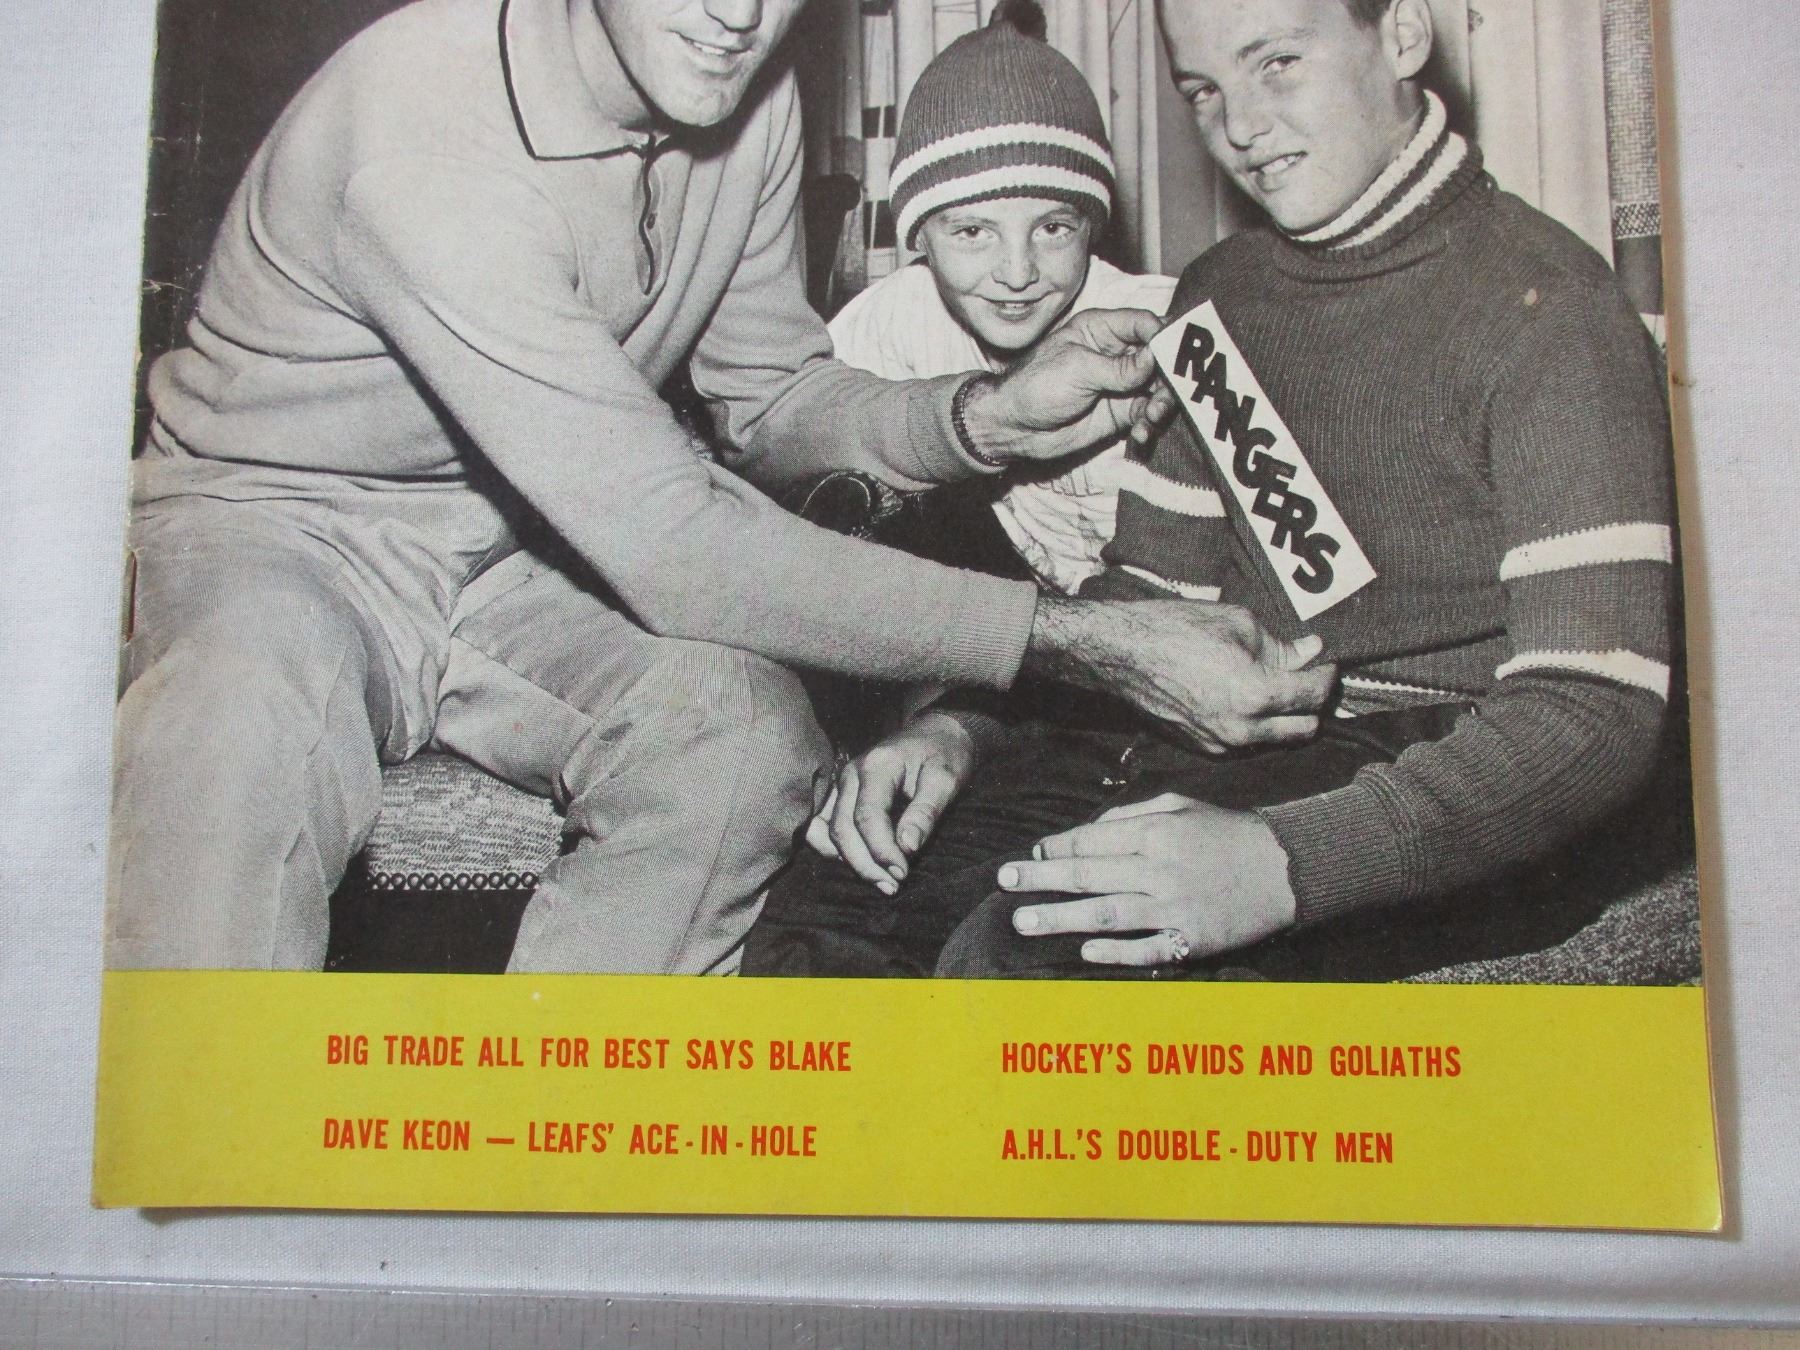 RANGERS
BIG TRADE ALL FOR BEST SAYS BLAKE
DAVE KEON — LEAFS' ACE-IN-HOLE
HOCKEY'S DAVIDS AND GOLIATHS
A.H.L.'S DOUBLE-DUTY MEN